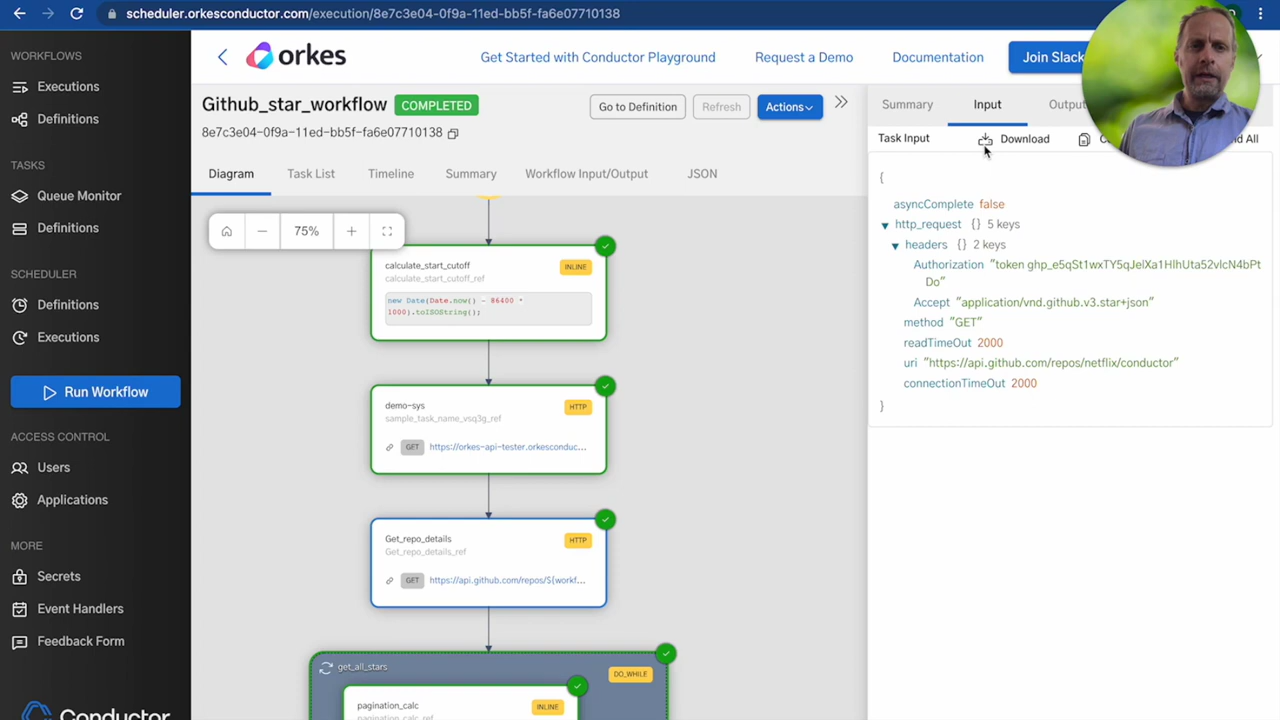 scheduler.orkesconductor.com/execution/8e7c3e04-0f9a-11ed-bb5f-fa6e07710138
WORKFLOWS
Executions
Definitions
TASKS
Queue Monitor
Definitions
SCHEDULER
Definitions
Executions
Run Workflow
ACCESS CONTROL
Users
Applications
MORE
Secrets
Event Handlers
Feedback Form
Conductor
orkes
Get Started with Conductor Playground
Request a Demo
Documentation
Join Slack
Github_star_workflow
COMPLETED
8e7c3e04-0f9a-11ed-bb5f-fa6e07710138
Go to Definition
Refresh
Actions
Diagram
Task List
Timeline
Summary
Workflow Input/Output
JSON
75%
calculate_start_cutoff
INLINE
calculate_start_cutoff_ref
new Date(Date.now() - 86400 *
1000).toISOString();
demo-sys
HTTP
sample_task_name_vsq3g_ref
GET https://orkes-api-tester.orkesconduc...
Get_repo_details
HTTP
Get_repo_details_ref
GET https://api.github.com/repos/${workf...
get_all_stars
DO_WHILE
pagination_calc
INLINE
pagination_calc_ref
Summary
Input
Output
Task Input
Download
All
{
asyncComplete false
http_request {} 5 keys
headers {} 2 keys
Authorization "token
Accept "application/vnd.github.v3.star+json"
method "GET"
readTimeOut 2000
uri "https://api.github.com/repos/netflix/conductor"
connectionTimeOut 2000
}